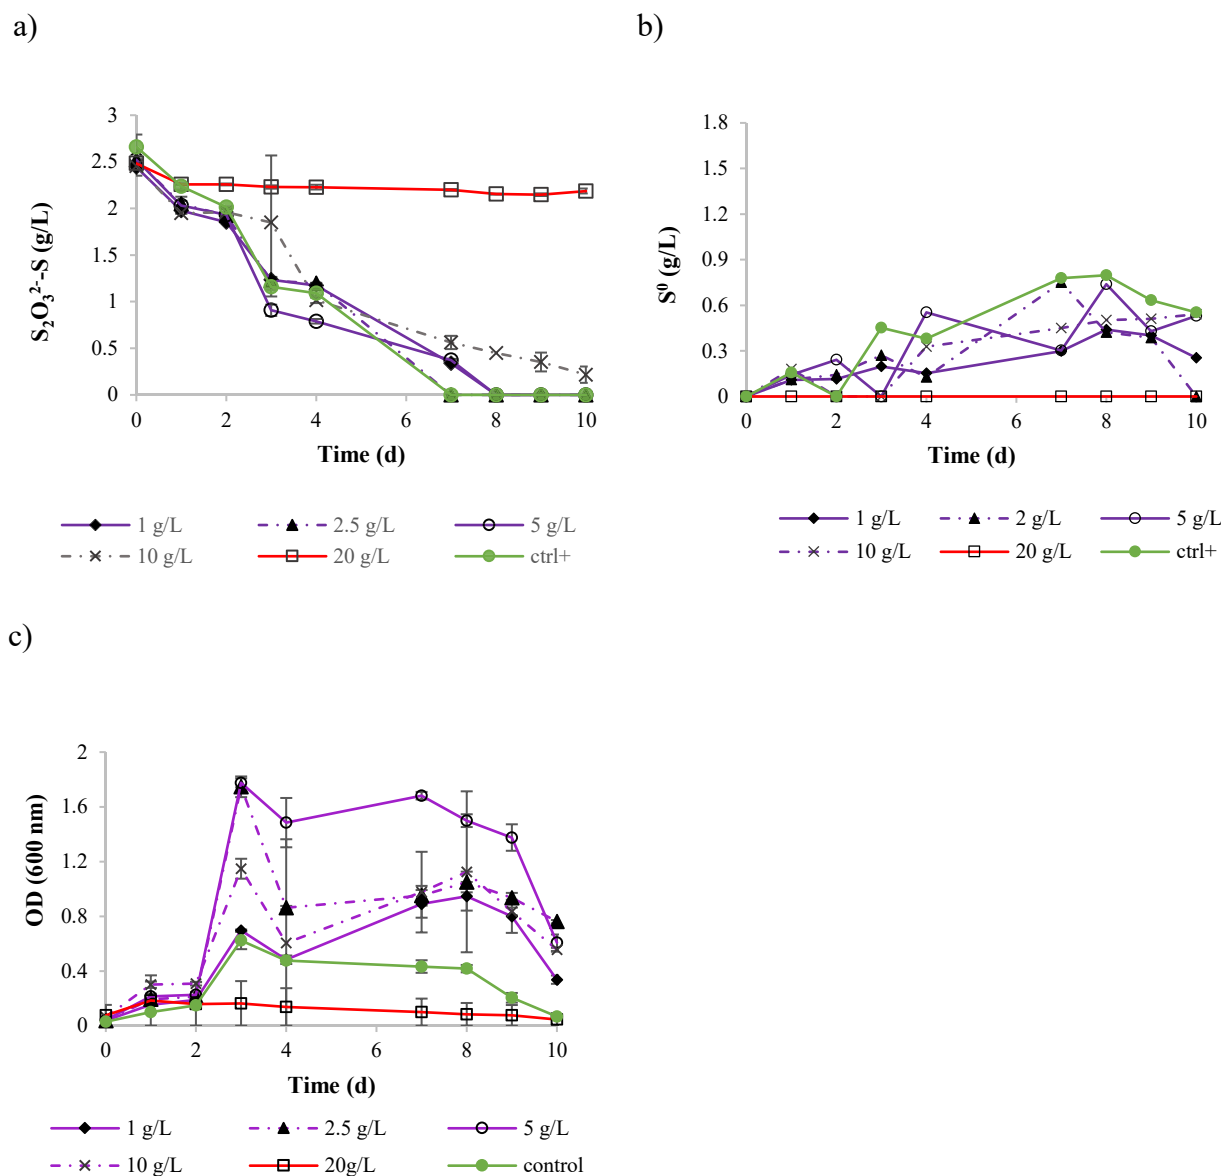 a)
b)
3
2.5
2
1.5
1
0.5
0
S₂O₃²⁻-S (g/L)
0 2 4 6 8 10
Time (d)
1 g/L 2.5 g/L 5 g/L
10 g/L 20 g/L ctrl+
1.8
1.5
1.2
0.9
0.6
0.3
0
S⁰ (g/L)
0 2 4 6 8 10
Time (d)
1 g/L 2 g/L 5 g/L
10 g/L 20 g/L ctrl+
c)
2
1.6
1.2
0.8
0.4
0
OD (600 nm)
0 2 4 6 8 10
Time (d)
1 g/L 2.5 g/L 5 g/L
10 g/L 20g/L control